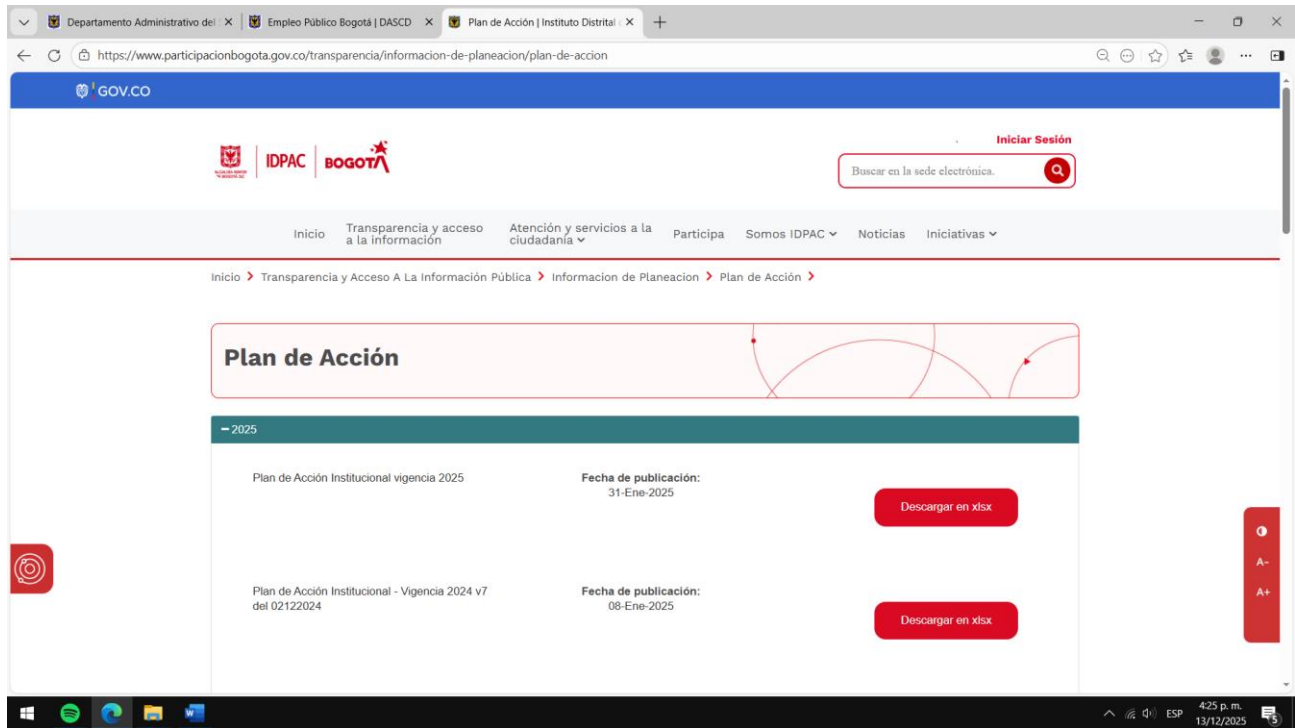 Departamento Administrativo del
Empleo Público Bogotá | DASCD
Plan de Acción | Instituto Distrital
https://www.participacionbogota.gov.co/transparencia/informacion-de-planeacion/plan-de-accion
GOV.CO
Iniciar Sesión
IDPAC
BOGOTÁ
Buscar en la sede electrónica.
Inicio
Transparencia y acceso
a la información
Atención y servicios a la
ciudadanía
Participa
Somos IDPAC
Noticias
Iniciativas
Inicio > Transparencia y Acceso A La Información Pública > Informacion de Planeacion > Plan de Acción >
Plan de Acción
2025
Plan de Acción Institucional vigencia 2025
Fecha de publicación:
31-Ene-2025
Descargar en xlsx
Plan de Acción Institucional - Vigencia 2024 v7
del 02122024
Fecha de publicación:
08-Ene-2025
Descargar en xlsx
A-
A+
ESP
4:25 p. m.
13/12/2025
5